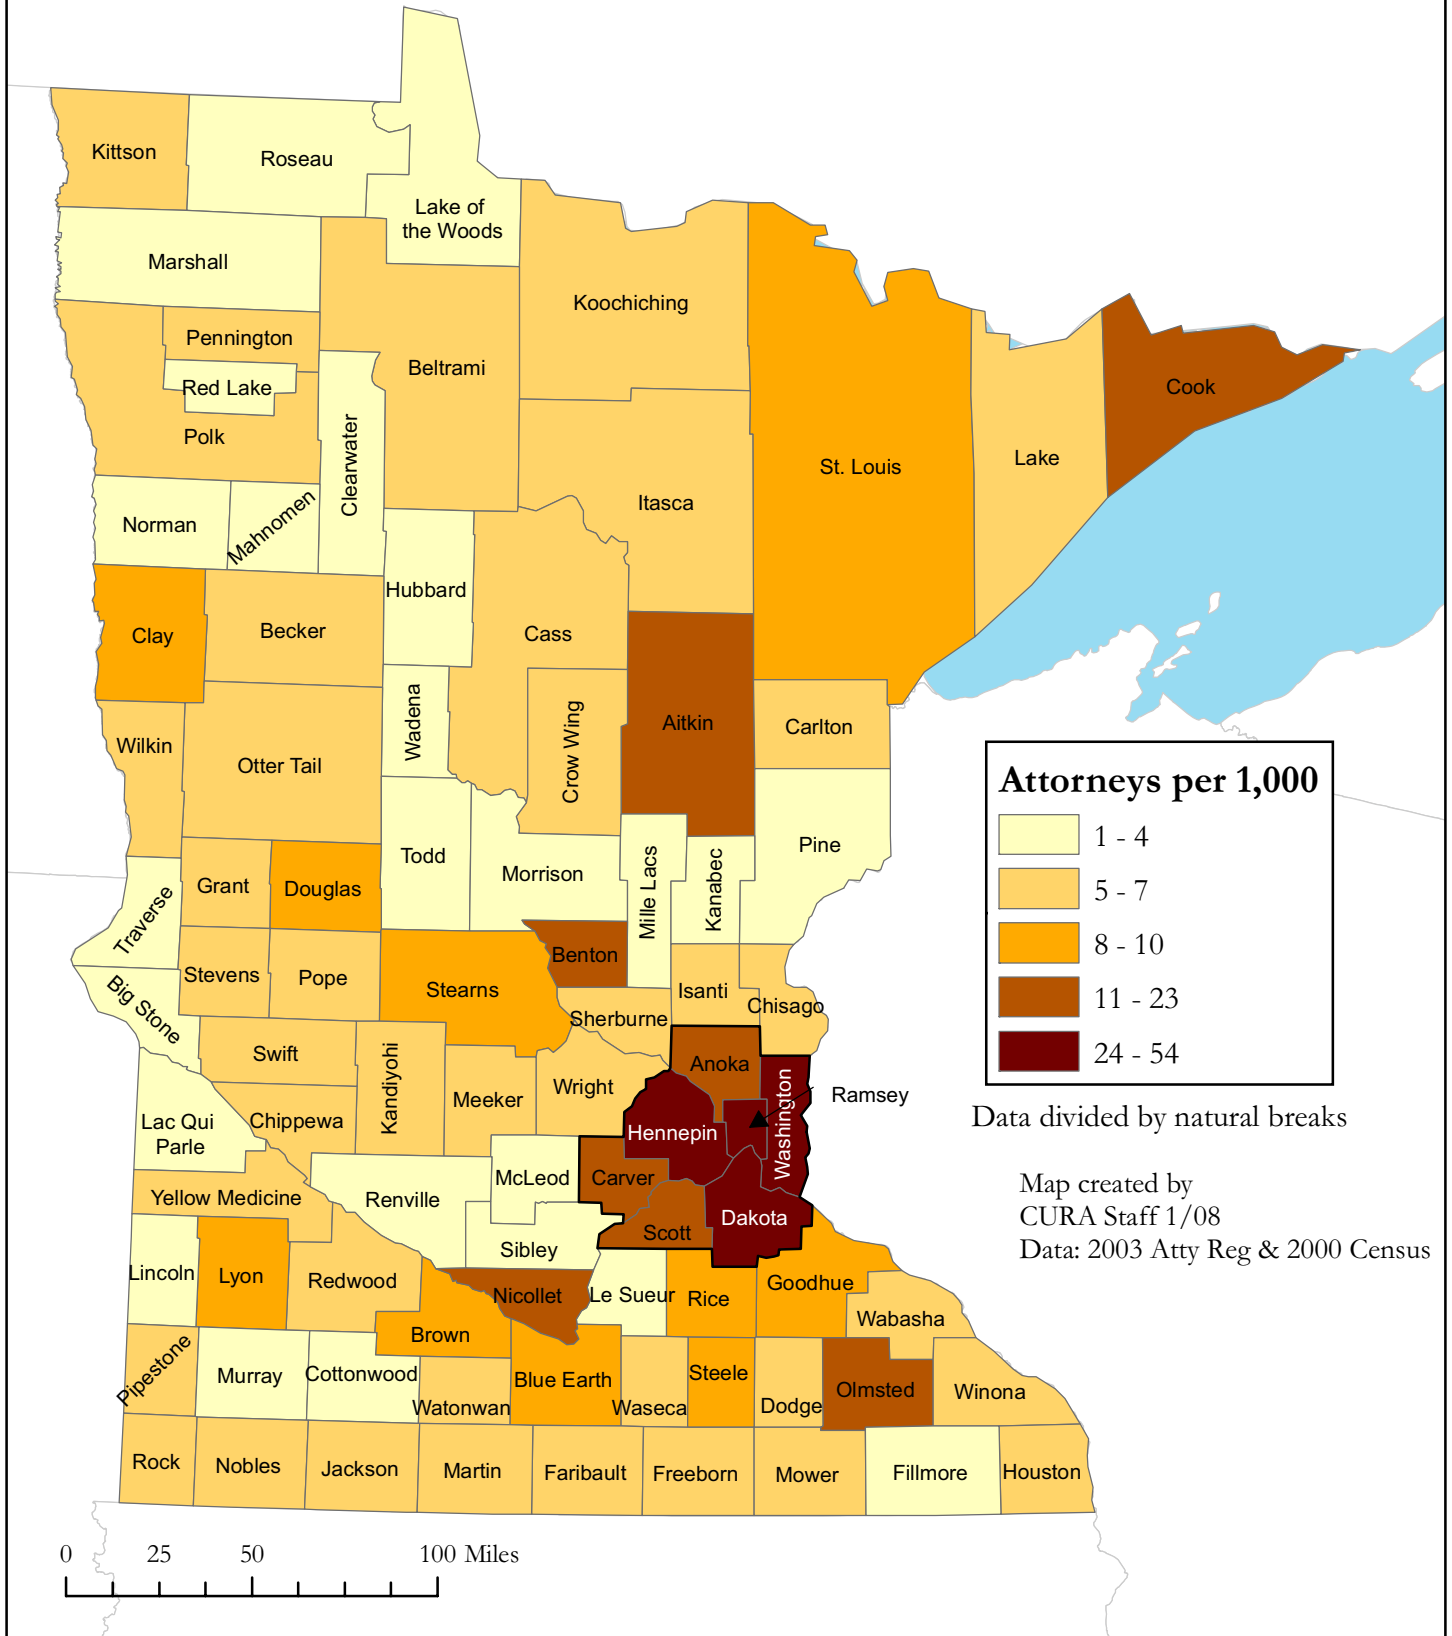 Kittson
Roseau
Lake of
the Woods
Marshall
Koochiching
Pennington
Beltrami
Red Lake
Cook
Polk
Clearwater
St. Louis
Lake
Itasca
Norman
Mahnomen
Hubbard
Clay
Becker
Cass
Aitkin
Wadena
Crow Wing
Carlton
Wilkin
Otter Tail
Attorneys per 1,000
1 - 4
5 - 7
8 - 10
11 - 23
24 - 54
Todd
Morrison
Mille Lacs
Kanabec
Pine
Grant
Douglas
Traverse
Benton
Stevens
Pope
Stearns
Isanti
Chisago
Big Stone
Sherburne
Swift
Kandiyohi
Anoka
Meeker
Wright
Washington
Ramsey
Data divided by natural breaks
Lac Qui
Parle
Chippewa
Hennepin
McLeod
Carver
Yellow Medicine
Renville
Dakota
Map created by
CURA Staff 1/08
Data: 2003 Atty Reg & 2000 Census
Scott
Sibley
Lincoln
Lyon
Redwood
Nicollet
Le Sueur
Rice
Goodhue
Wabasha
Brown
Pipestone
Murray
Cottonwood
Watonwan
Blue Earth
Waseca
Steele
Dodge
Olmsted
Winona
Rock
Nobles
Jackson
Martin
Faribault
Freeborn
Mower
Fillmore
Houston
0 25 50 100 Miles